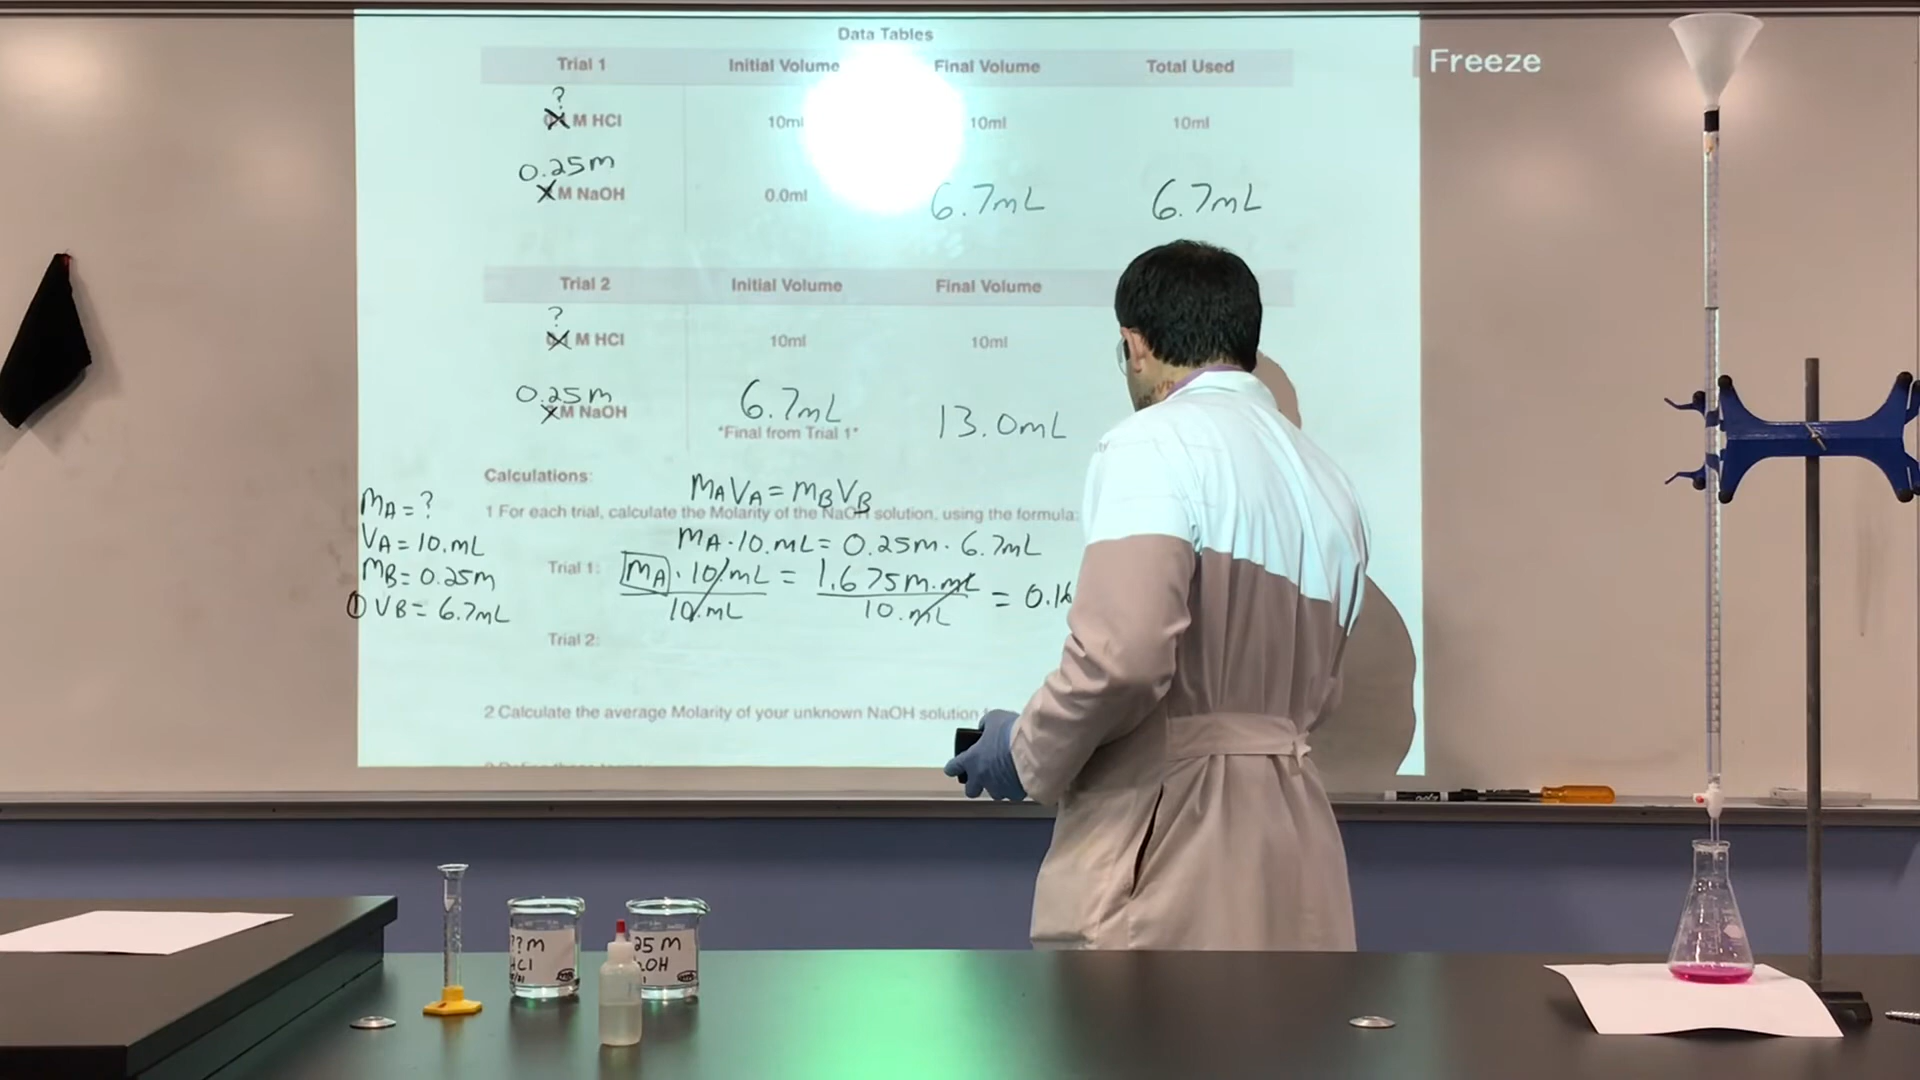 Data Tables
Freeze
Trial 1 Initial Volume Final Volume Total Used
?
M HCl 10ml 10ml 10ml
0.25m
M NaOH 0.0ml 6.7mL 6.7mL
Trial 2 Initial Volume Final Volume
?
0.1 M HCl 10ml 10ml
0.25m
M NaOH 6.7mL 13.0mL
*Final from Trial 1*
Calculations:
MAVA = MBVB
1 For each trial, calculate the Molarity of the NaOH solution, using the formula:
MA = ?
VA = 10.mL
MB = 0.25m
① VB = 6.7mL
MA · 10.mL = 0.25m · 6.7mL
Trial 1: MA · 10.mL = 1.675m.mL = 0.16
10.mL 10.mL
Trial 2:
2 Calculate the average Molarity of your unknown NaOH solution
??M
HCl
25 M
OH